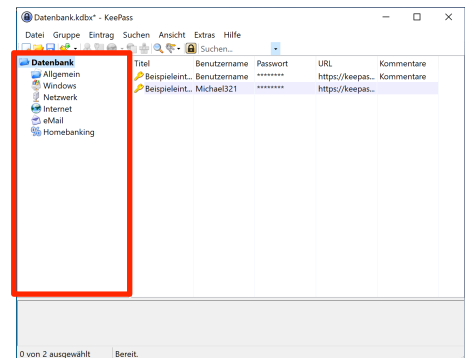 Datenbank.kdbx* - KeePass
Datei Gruppe Eintrag Suchen Ansicht Extras Hilfe
Suchen...
Datenbank
Allgemein
Windows
Netzwerk
Internet
eMail
Homebanking
Titel Benutzername Passwort URL Kommentare
Beispieleint... Benutzername ******** https://keepas... Kommentare
Beispieleint... Michael321 ******** https://keepas...
0 von 2 ausgewählt Bereit.